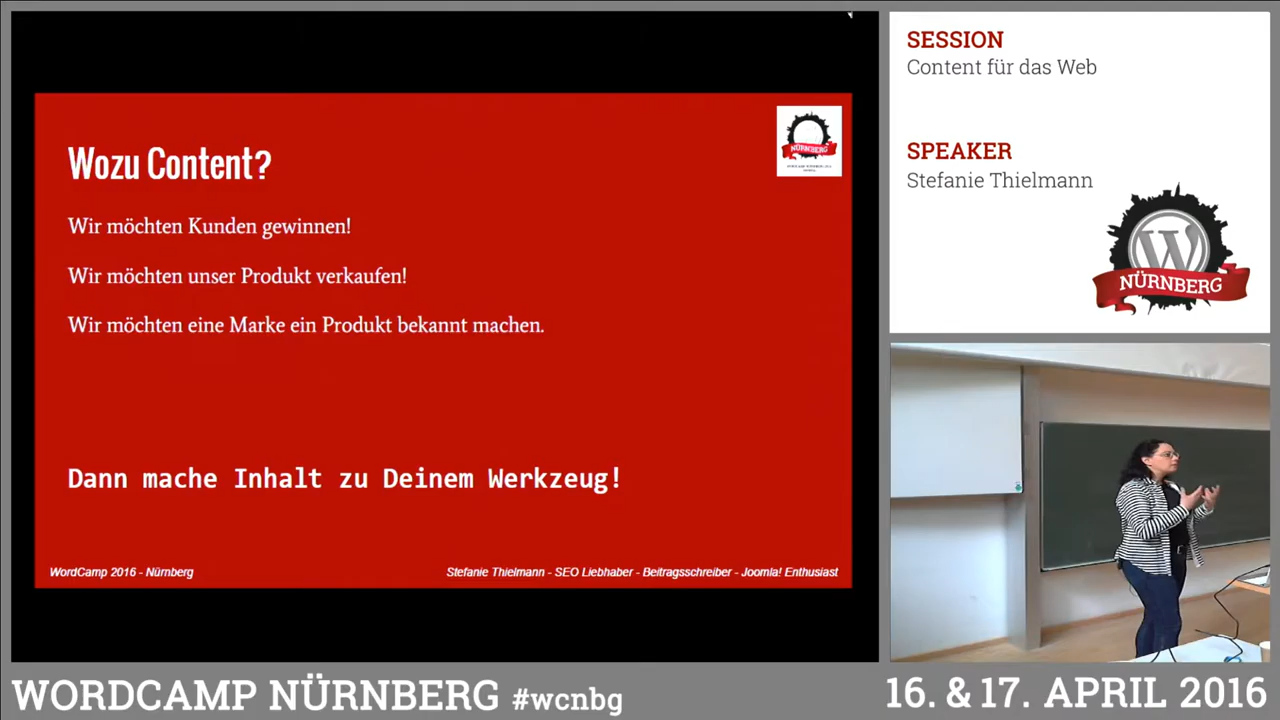 Wozu Content?
Wir möchten Kunden gewinnen!
Wir möchten unser Produkt verkaufen!
Wir möchten eine Marke ein Produkt bekannt machen.
Dann mache Inhalt zu Deinem Werkzeug!
WordCamp 2016 - Nürnberg
Stefanie Thielmann - SEO Liebhaber - Beitragsschreiber - Joomla! Enthusiast
NÜRNBERG
SESSION
Content für das Web
SPEAKER
Stefanie Thielmann
W
NÜRNBERG
WORDCAMP NÜRNBERG #wcnbg
16. & 17. APRIL 2016